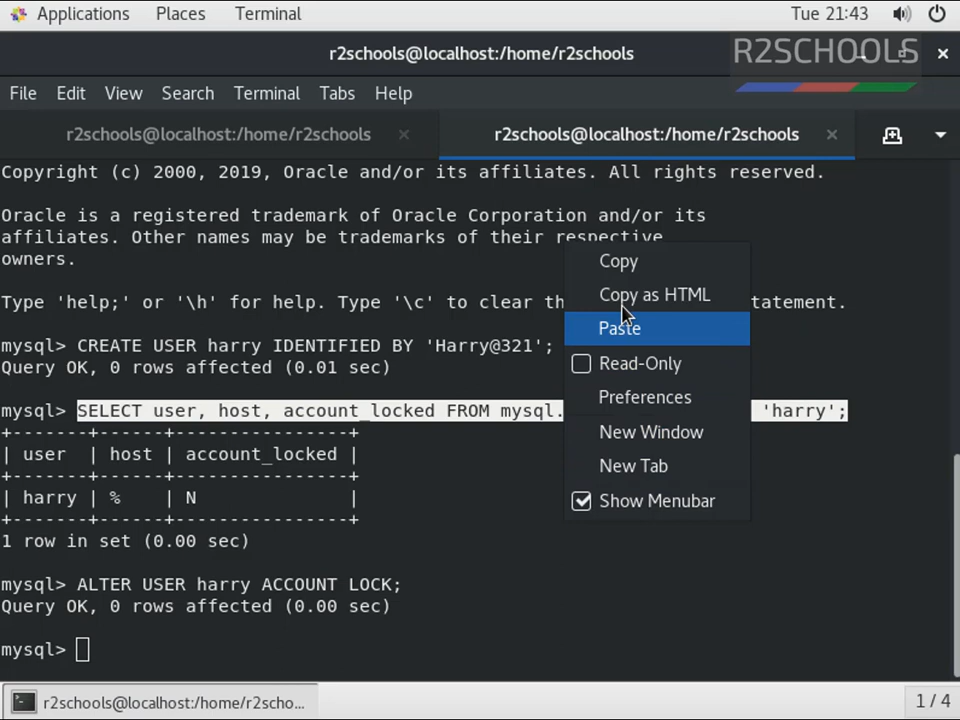 Applications Places Terminal Tue 21:43
r2schools@localhost:/home/r2schools
R2SCHOOLS
File Edit View Search Terminal Tabs Help
r2schools@localhost:/home/r2schools r2schools@localhost:/home/r2schools
Copyright (c) 2000, 2019, Oracle and/or its affiliates. All rights reserved.
Oracle is a registered trademark of Oracle Corporation and/or its
affiliates. Other names may be trademarks of their respective
owners.
Type 'help;' or '\h' for help. Type '\c' to clear th tatement.
mysql> CREATE USER harry IDENTIFIED BY 'Harry@321';
Query OK, 0 rows affected (0.01 sec)
mysql> SELECT user, host, account_locked FROM mysql. 'harry';
+-------+------+----------------+
| user  | host | account_locked |
+-------+------+----------------+
| harry | %    | N              |
+-------+------+----------------+
1 row in set (0.00 sec)
mysql> ALTER USER harry ACCOUNT LOCK;
Query OK, 0 rows affected (0.00 sec)
mysql>
Copy
Copy as HTML
Paste
Read-Only
Preferences
New Window
New Tab
Show Menubar
r2schools@localhost:/home/r2scho...
1 / 4